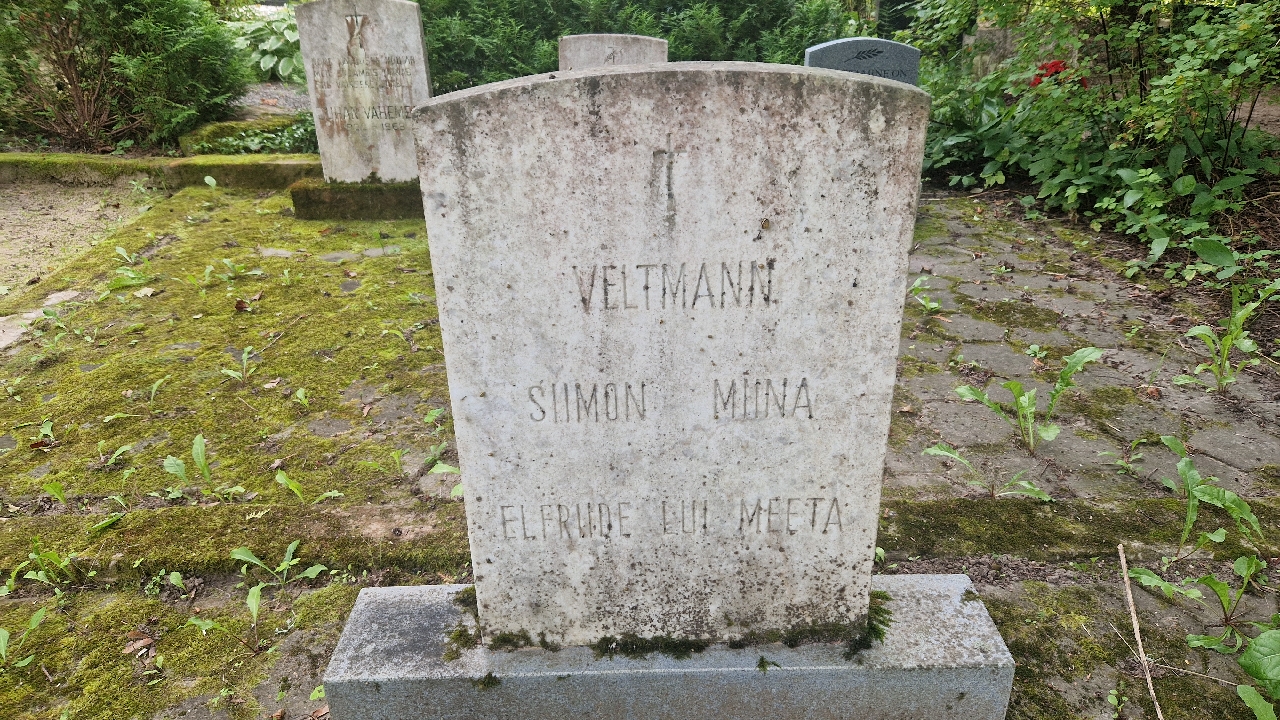 VELTMANN
SIIMON MIINA
ELFRIIDE LUI MEETA